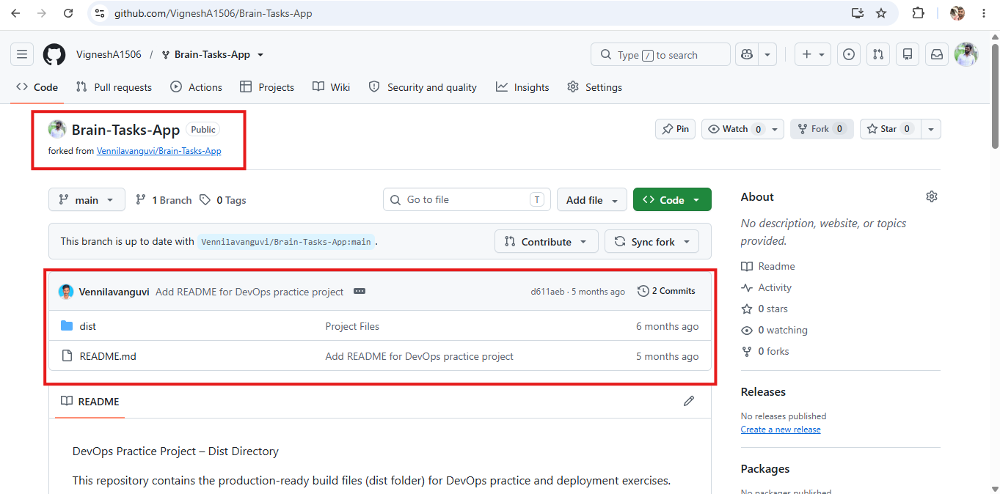 github.com/VigneshA1506/Brain-Tasks-App
VigneshA1506 / Brain-Tasks-App
Type / to search
Code Pull requests Actions Projects Wiki Security and quality Insights Settings
Brain-Tasks-App Public
forked from Vennilavanguvi/Brain-Tasks-App
Pin Watch 0 Fork 0 Star 0
main 1 Branch 0 Tags
Go to file T Add file Code
This branch is up to date with Vennilavanguvi/Brain-Tasks-App:main .
Contribute Sync fork
Vennilavanguvi Add README for DevOps practice project d611aeb · 5 months ago 2 Commits
dist Project Files 6 months ago
README.md Add README for DevOps practice project 5 months ago
README
DevOps Practice Project – Dist Directory
This repository contains the production-ready build files (dist folder) for DevOps practice and deployment exercises.
About
No description, website, or topics
provided.
Readme
Activity
0 stars
0 watching
0 forks
Releases
No releases published
Create a new release
Packages
No packages published